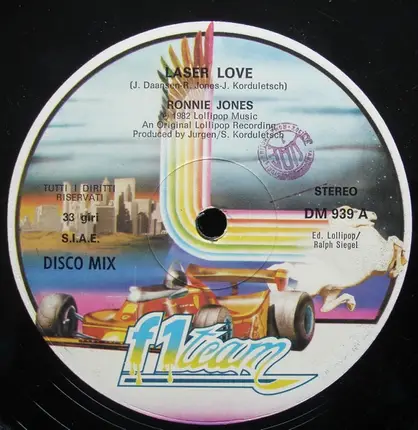 LASER LOVE
(J. Daansen-R. Jones-J. Korduletsch)
RONNIE JONES
℗ 1982 Lollipop Music
An Original Lollipop Recording
Produced by Jurgen/S. Korduletsch
TUTTI I DIRITTI
RISERVATI
33 giri
S.I.A.E.
DISCO MIX
STEREO
DM 939 A
Ed. Lollipop/
Ralph Siegel
f1 team